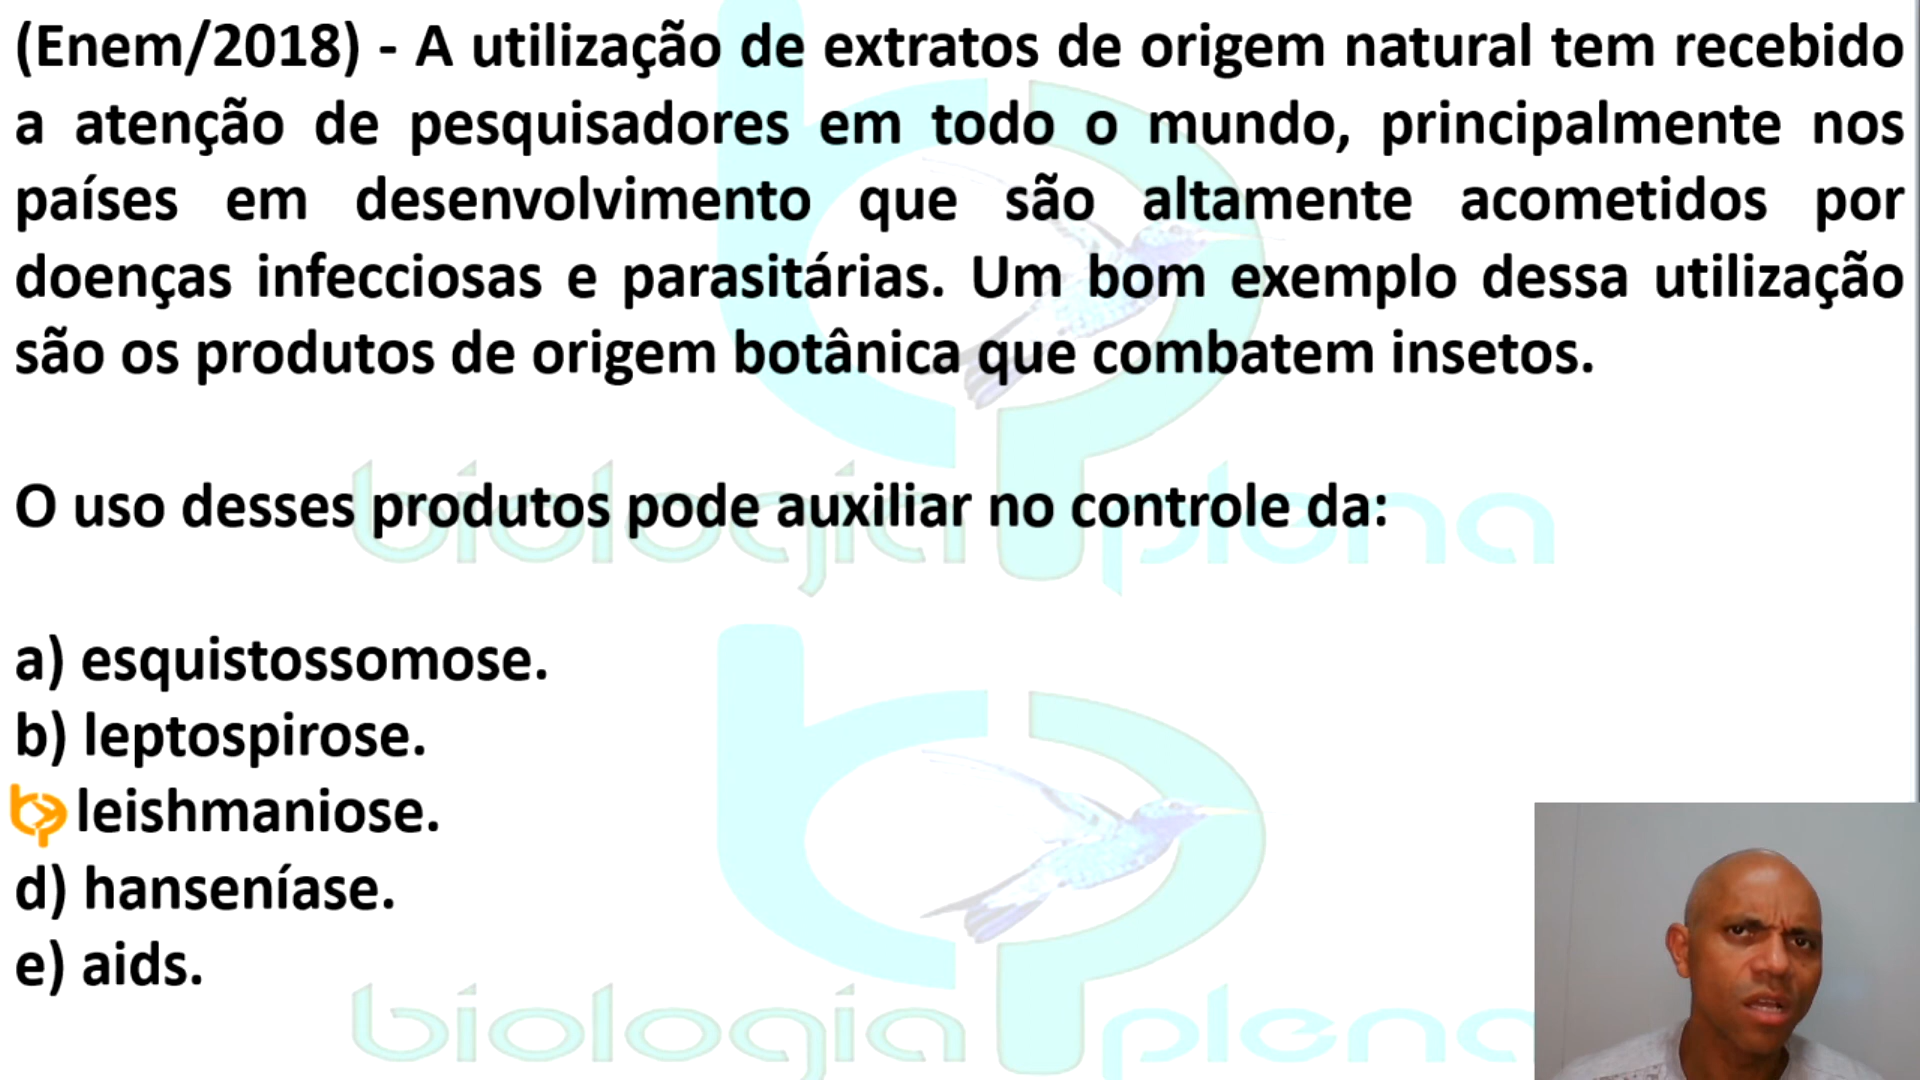 (Enem/2018) - A utilização de extratos de origem natural tem recebido
a atenção de pesquisadores em todo o mundo, principalmente nos
países em desenvolvimento que são altamente acometidos por
doenças infecciosas e parasitárias. Um bom exemplo dessa utilização
são os produtos de origem botânica que combatem insetos.
O uso desses produtos pode auxiliar no controle da:
biologia plena
a) esquistossomose.
b) leptospirose.
leishmaniose.
d) hanseníase.
e) aids.
biologia plena